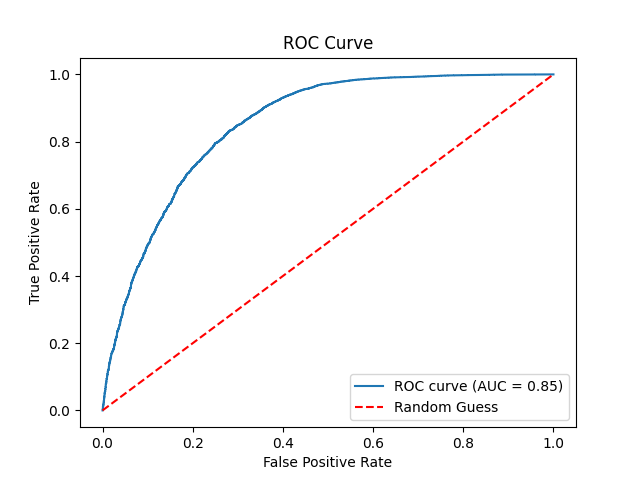 ROC Curve
1.0
0.8
0.6
0.4
0.2
0.0
True Positive Rate
ROC curve (AUC = 0.85)
Random Guess
0.0 0.2 0.4 0.6 0.8 1.0
False Positive Rate